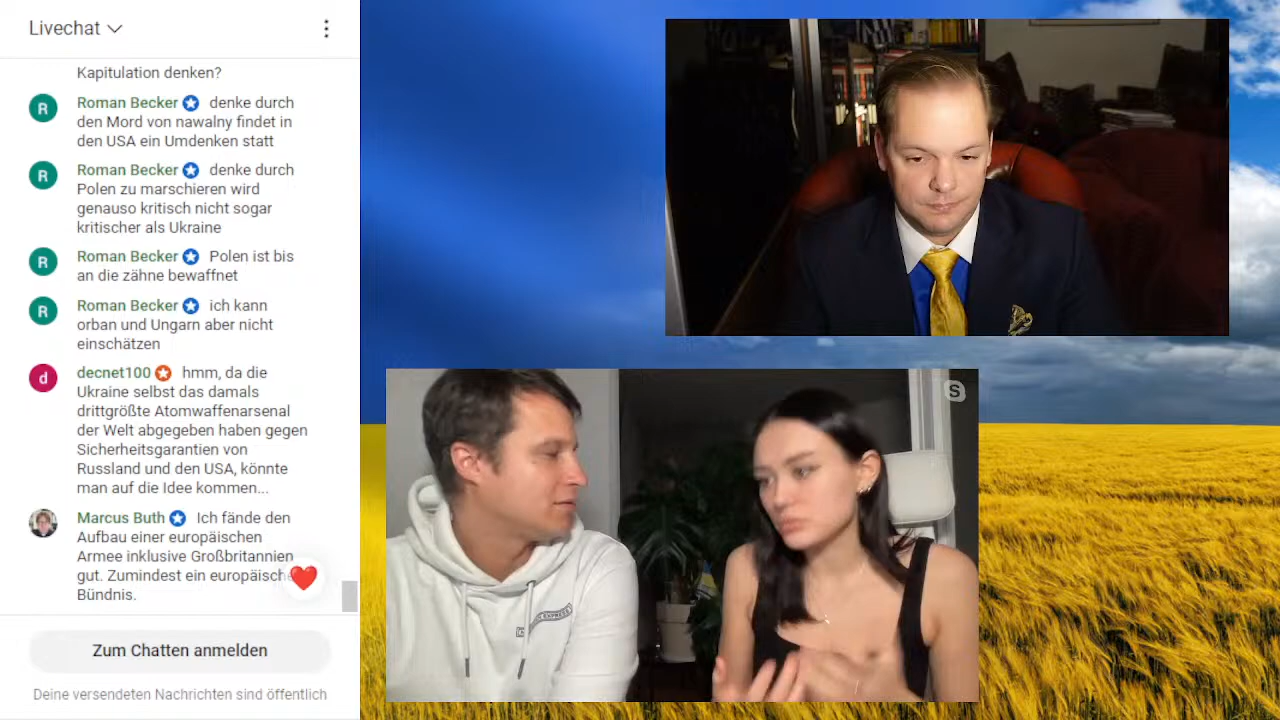 Livechat
Kapitulation denken?
R
Roman Becker denke durch
den Mord von nawalny findet in
den USA ein Umdenken statt
R
Roman Becker denke durch
Polen zu marschieren wird
genauso kritisch nicht sogar
kritischer als Ukraine
R
Roman Becker Polen ist bis
an die zähne bewaffnet
R
Roman Becker ich kann
orban und Ungarn aber nicht
einschätzen
d
decnet100 hmm, da die
Ukraine selbst das damals
drittgrößte Atomwaffenarsenal
der Welt abgegeben haben gegen
Sicherheitsgarantien von
Russland und den USA, könnte
man auf die Idee kommen...
Marcus Buth Ich fände den
Aufbau einer europäischen
Armee inklusive Großbritannien
gut. Zumindest ein europäische
Bündnis.
Zum Chatten anmelden
Deine versendeten Nachrichten sind öffentlich
S
EXPRESS